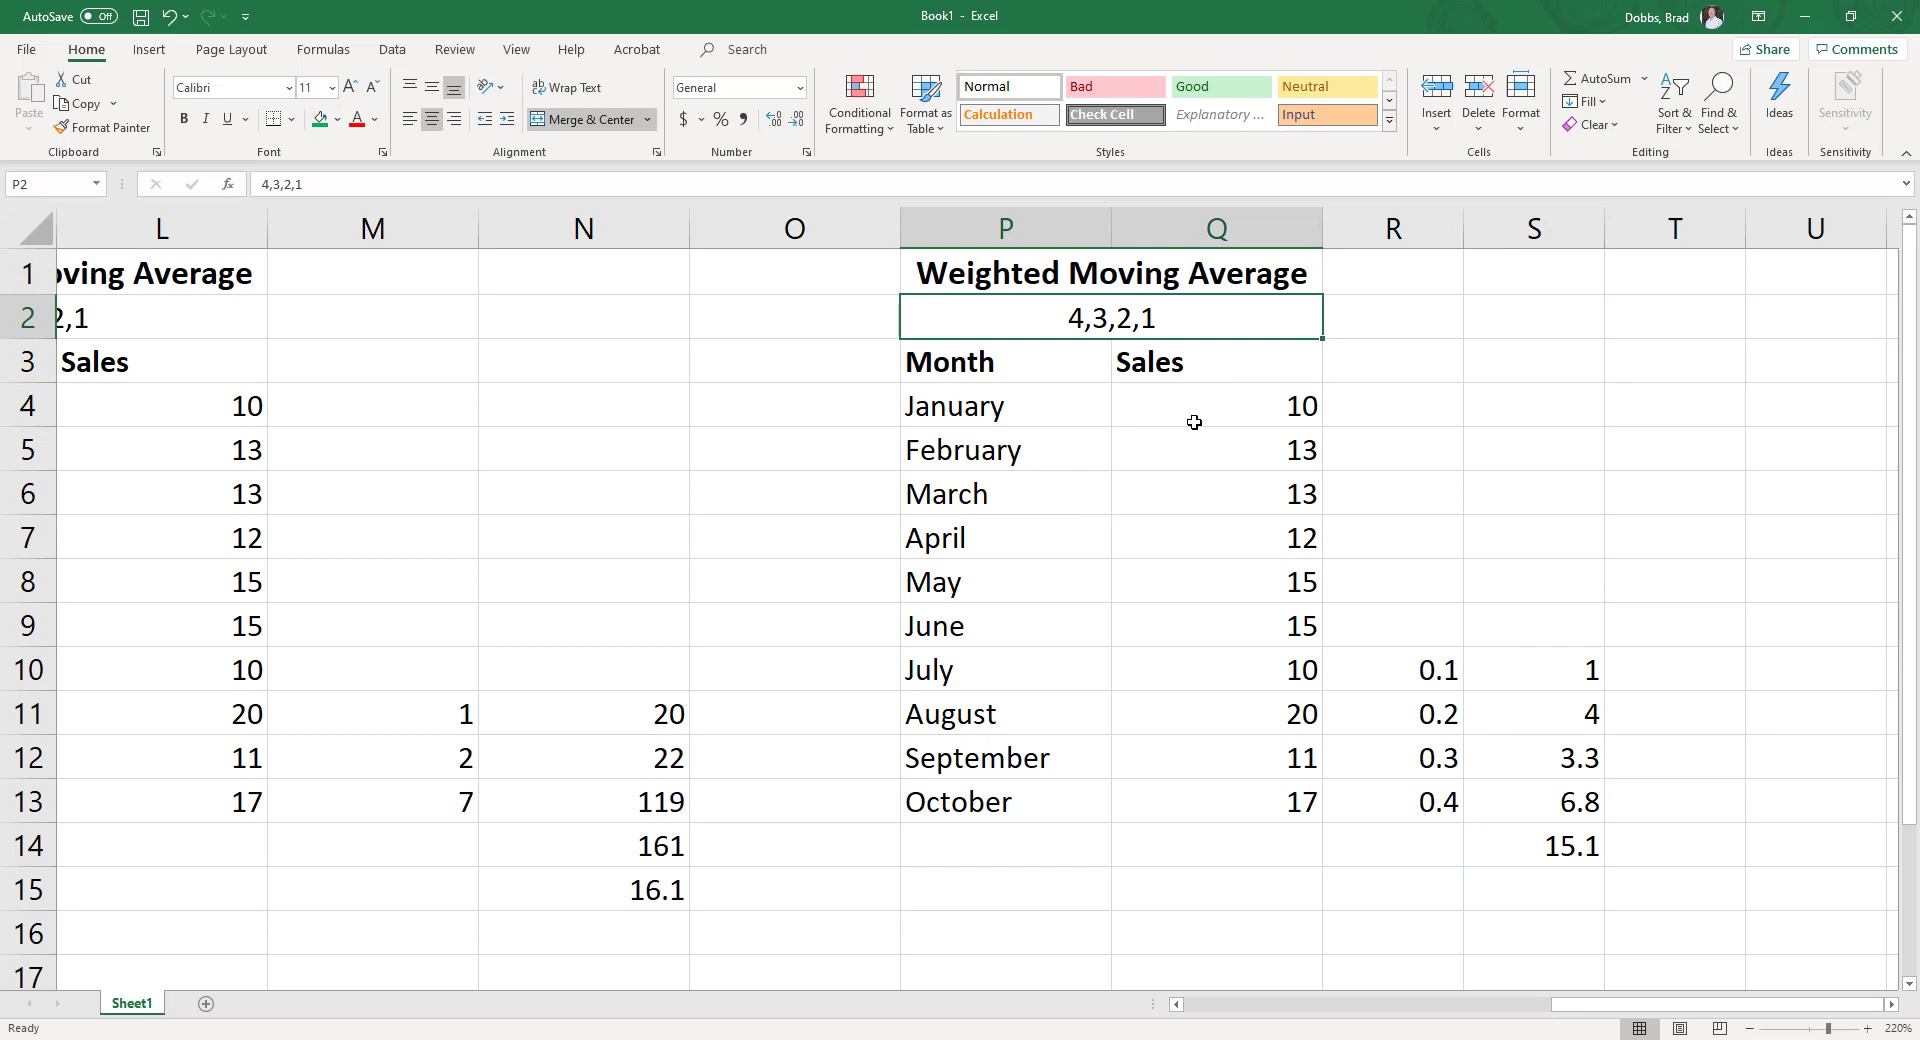 AutoSave Off Book1 - Excel Dobbs, Brad
File Home Insert Page Layout Formulas Data Review View Help Acrobat Search Share Comments
Paste Cut Copy Format Painter Clipboard
Calibri 11 A A B I U A Font
Wrap Text Merge & Center Alignment
General $ % Number
Conditional Formatting Format as Table Normal Bad Good Neutral Calculation Check Cell Explanatory ... Input Styles
Insert Delete Format Cells
AutoSum Fill Clear Sort & Filter Find & Select Editing
Ideas Ideas
Sensitivity Sensitivity
P2 fx 4,3,2,1
L M N O P Q R S T U
1 oving Average Weighted Moving Average
2 2,1 4,3,2,1
3 Sales Month Sales
4 10 January 10
5 13 February 13
6 13 March 13
7 12 April 12
8 15 May 15
9 15 June 15
10 10 July 10 0.1 1
11 20 1 20 August 20 0.2 4
12 11 2 22 September 11 0.3 3.3
13 17 7 119 October 17 0.4 6.8
14 161 15.1
15 16.1
16
17
Sheet1
Ready 220%